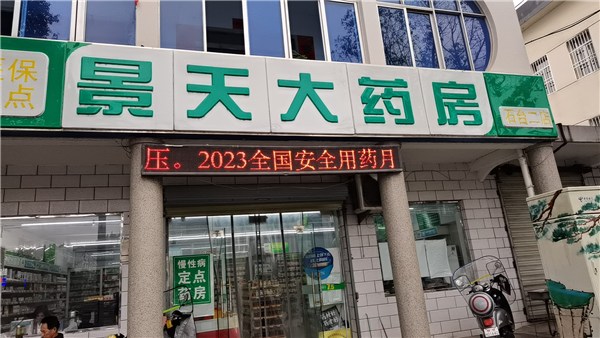 保
点
景天大药房
压。2023全国安全用药月
慢性病
定点
药房